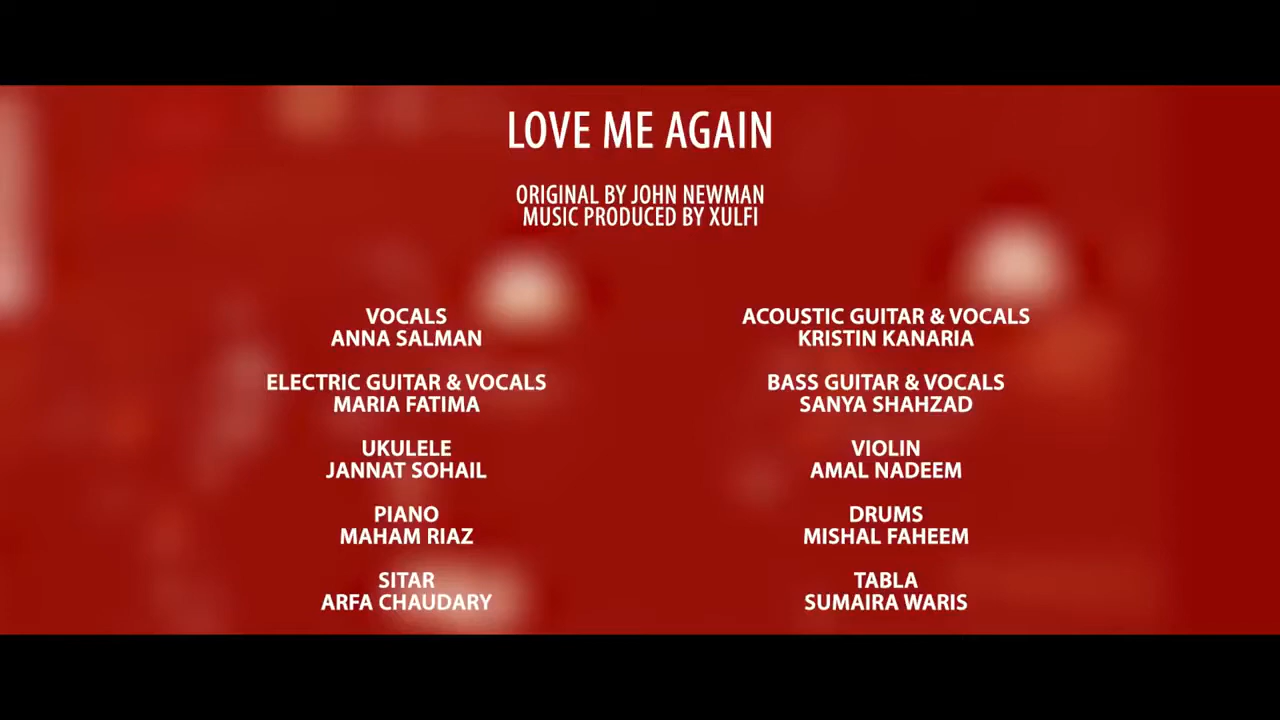 LOVE ME AGAIN
ORIGINAL BY JOHN NEWMAN
MUSIC PRODUCED BY XULFI
VOCALS
ANNA SALMAN
ELECTRIC GUITAR & VOCALS
MARIA FATIMA
UKULELE
JANNAT SOHAIL
PIANO
MAHAM RIAZ
SITAR
ARFA CHAUDARY
ACOUSTIC GUITAR & VOCALS
KRISTIN KANARIA
BASS GUITAR & VOCALS
SANYA SHAHZAD
VIOLIN
AMAL NADEEM
DRUMS
MISHAL FAHEEM
TABLA
SUMAIRA WARIS